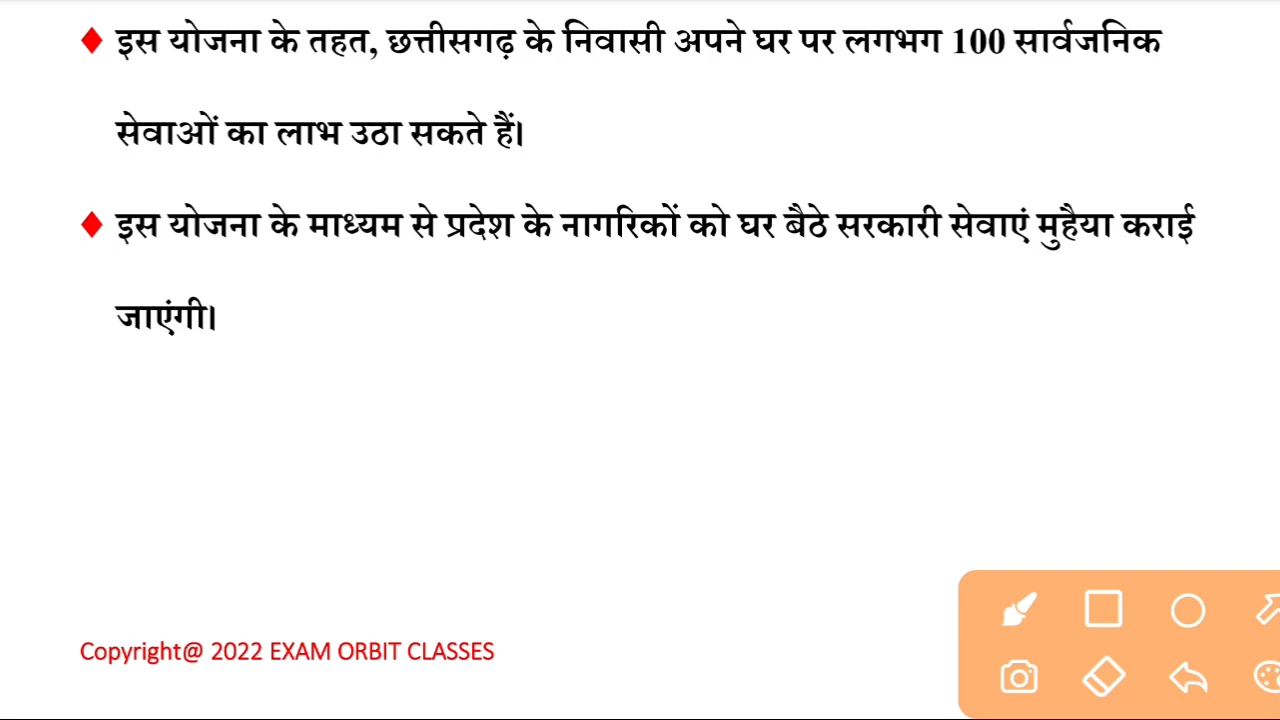 इस योजना के तहत, छत्तीसगढ़ के निवासी अपने घर पर लगभग 100 सार्वजनिक
सेवाओं का लाभ उठा सकते हैं।
इस योजना के माध्यम से प्रदेश के नागरिकों को घर बैठे सरकारी सेवाएं मुहैया कराई
जाएंगी।
Copyright@ 2022 EXAM ORBIT CLASSES